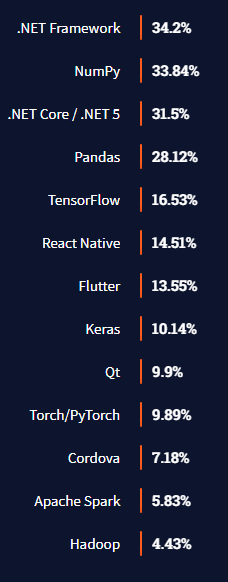 .NET Framework 34.2%
NumPy 33.84%
.NET Core / .NET 5 31.5%
Pandas 28.12%
TensorFlow 16.53%
React Native 14.51%
Flutter 13.55%
Keras 10.14%
Qt 9.9%
Torch/PyTorch 9.89%
Cordova 7.18%
Apache Spark 5.83%
Hadoop 4.43%